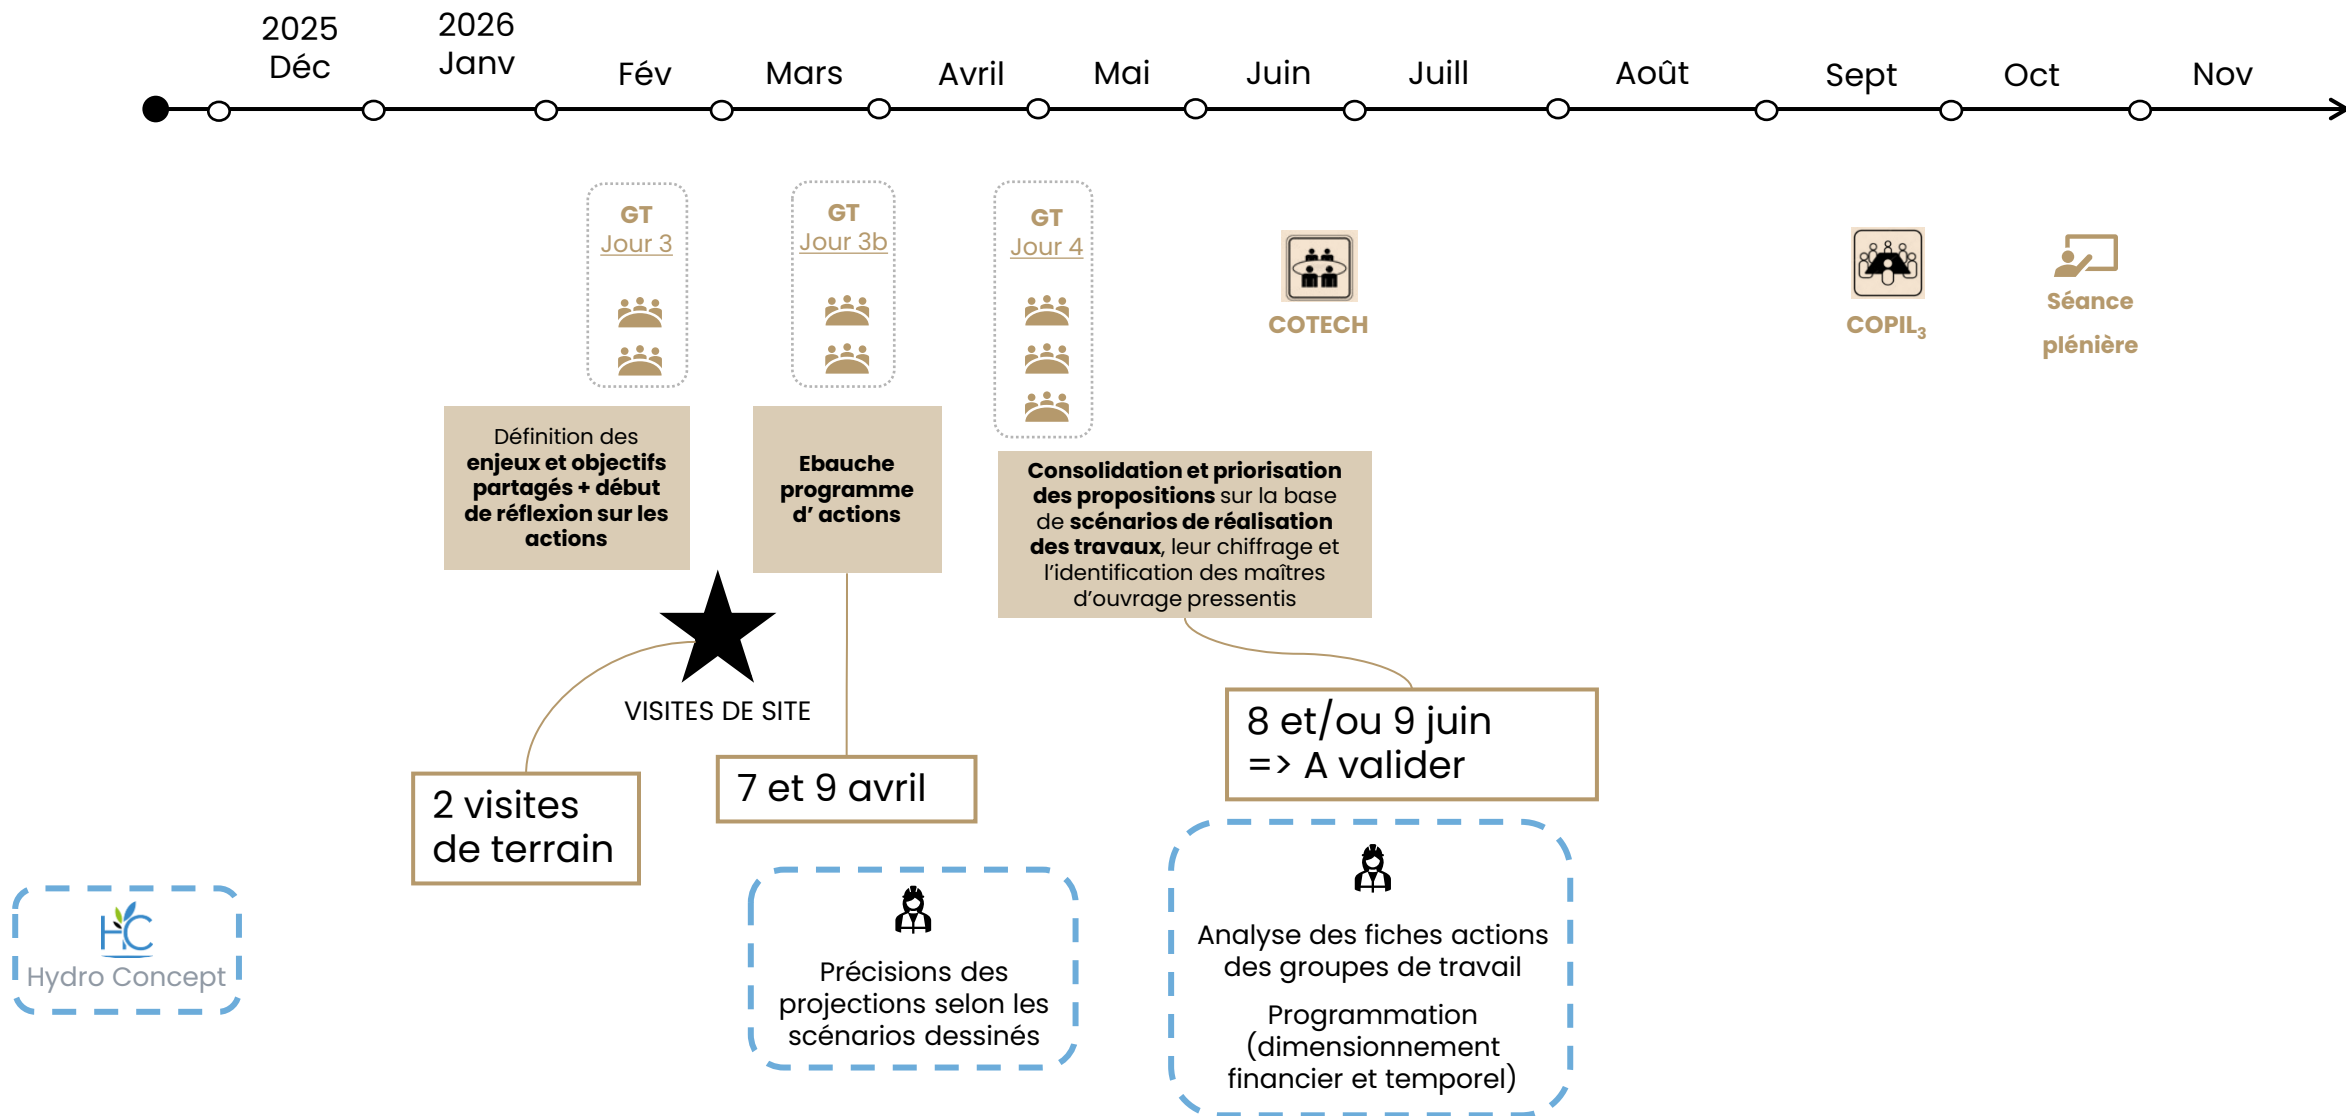 2025
Déc
2026
Janv
Fév
Mars
Avril
Mai
Juin
Juill
Août
Sept
Oct
Nov
GT
Jour 3
GT
Jour 3b
GT
Jour 4
COTECH
COPIL₃
Séance
plénière
Définition des
enjeux et objectifs
partagés + début
de réflexion sur les
actions
Ebauche
programme
d’ actions
Consolidation et priorisation
des propositions sur la base
de scénarios de réalisation
des travaux, leur chiffrage et
l’identification des maîtres
d’ouvrage pressentis
VISITES DE SITE
2 visites
de terrain
7 et 9 avril
8 et/ou 9 juin
=> A valider
HC
Hydro Concept
Précisions des
projections selon les
scénarios dessinés
Analyse des fiches actions
des groupes de travail
Programmation
(dimensionnement
financier et temporel)